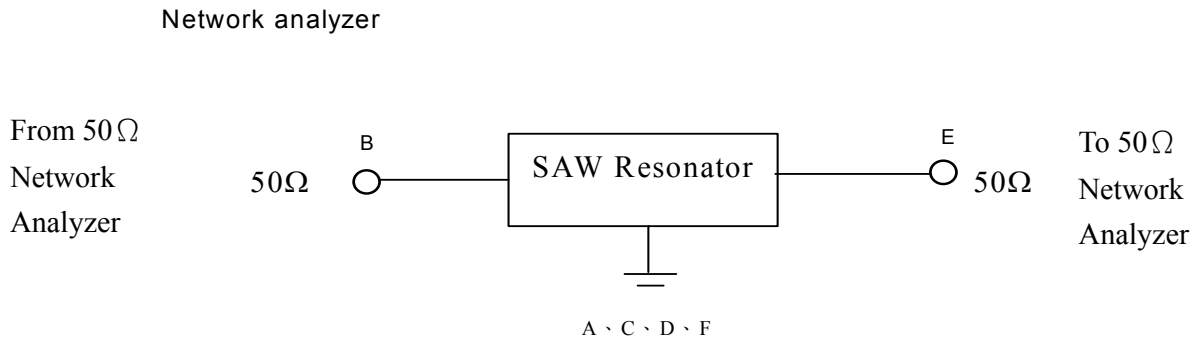 Network analyzer
From 50Ω
Network
Analyzer
50Ω
B
SAW Resonator
E
50Ω
To 50Ω
Network
Analyzer
A、C、D、F